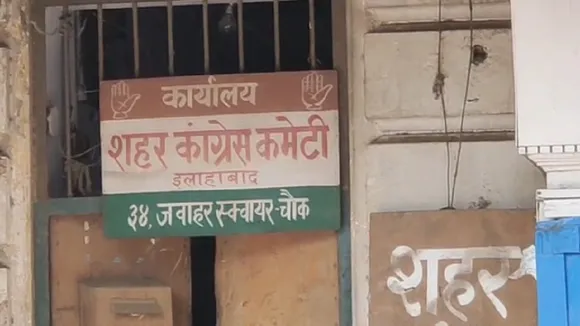 कार्यालय
शहर कांग्रेस कमेटी
इलाहाबाद
३४, जवाहर स्क्वायर-चौक
शहर